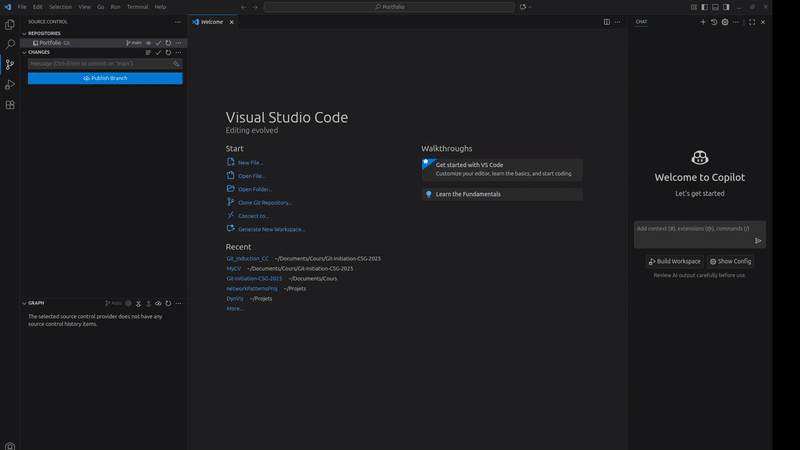 File Edit Selection View Go Run Terminal Help
Portfolio
SOURCE CONTROL
REPOSITORIES
Portfolio Git
main
CHANGES
Message (Ctrl+Enter to commit on "main")
Publish Branch
GRAPH
Auto
The selected source control provider does not have any
source control history items.
Welcome
Visual Studio Code
Editing evolved
Start
New File...
Open File...
Open Folder...
Clone Git Repository...
Connect to...
Generate New Workspace...
Recent
Git_Induction_CC ~/Documents/Cours/Git-Initiation-CSG-2025
MyCV ~/Documents/Cours/Git-Initiation-CSG-2025
Git-Initiation-CSG-2025 ~/Documents/Cours
networkPatternsProj ~/Projets
DynViz ~/Projets
More...
Walkthroughs
Get started with VS Code
Customize your editor, learn the basics, and start coding
Learn the Fundamentals
CHAT
Welcome to Copilot
Let's get started
Add context (#), extensions (@), commands (/)
Build Workspace
Show Config
Review AI output carefully before use.